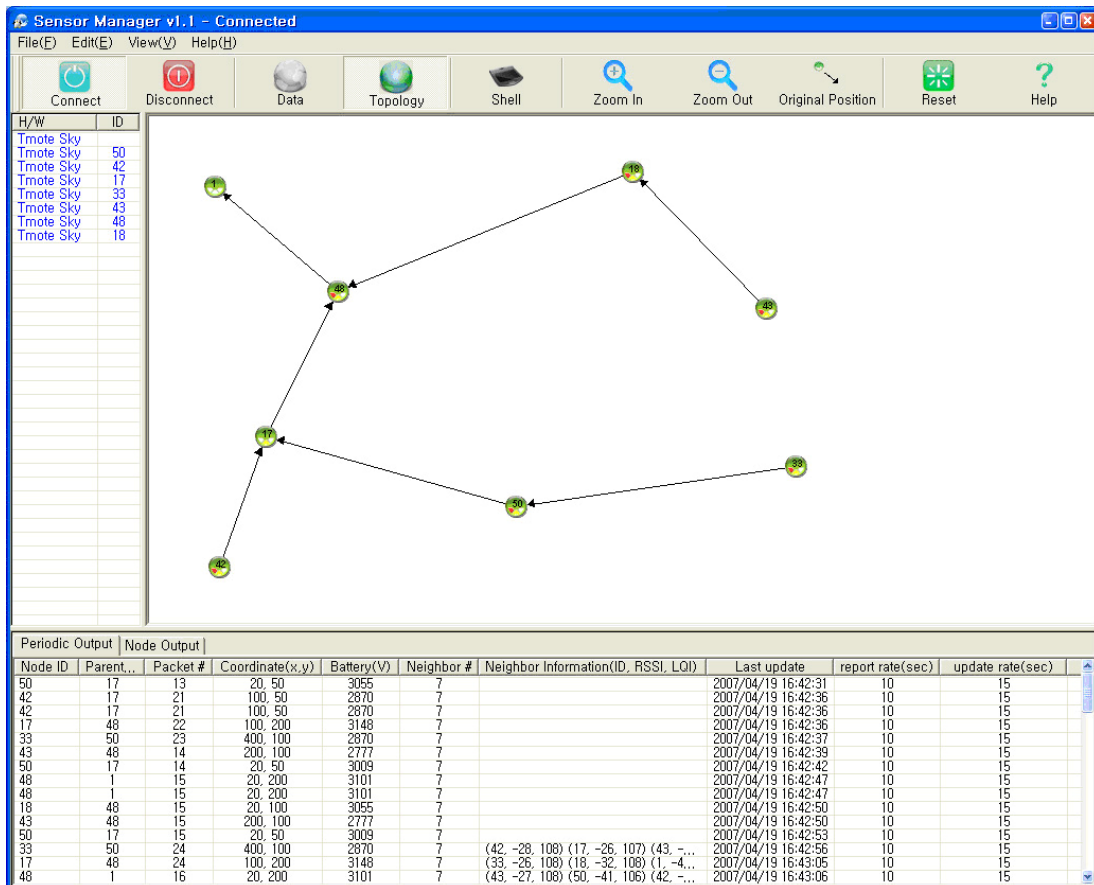 Sensor Manager v1.1 - Connected
File(F) Edit(E) View(V) Help(H)
Connect Disconnect Data Topology Shell Zoom In Zoom Out Original Position Reset Help
H/W ID
Tmote Sky
Tmote Sky 50
Tmote Sky 42
Tmote Sky 17
Tmote Sky 33
Tmote Sky 43
Tmote Sky 48
Tmote Sky 18
18
1
48
43
17
33
50
42
Periodic Output Node Output
Node ID Parent,,, Packet # Coordinate(x,y) Battery(V) Neighbor # Neighbor Information(ID, RSSI, LQI) Last update report rate(sec) update rate(sec)
50 17 13 20, 50 3055 7 2007/04/19 16:42:31 10 15
42 17 21 100, 50 2870 7 2007/04/19 16:42:36 10 15
42 17 21 100, 50 2870 7 2007/04/19 16:42:36 10 15
17 48 22 100, 200 3148 7 2007/04/19 16:42:36 10 15
33 50 23 400, 100 2870 7 2007/04/19 16:42:37 10 15
43 48 14 200, 100 2777 7 2007/04/19 16:42:39 10 15
50 17 14 20, 50 3009 7 2007/04/19 16:42:42 10 15
48 1 15 20, 200 3101 7 2007/04/19 16:42:47 10 15
48 1 15 20, 200 3101 7 2007/04/19 16:42:47 10 15
18 48 15 20, 100 3055 7 2007/04/19 16:42:50 10 15
43 48 15 200, 100 2777 7 2007/04/19 16:42:50 10 15
50 17 15 20, 50 3009 7 2007/04/19 16:42:53 10 15
33 50 24 400, 100 2870 7 (42, -28, 108) (17, -26, 107) (43, -,,, 2007/04/19 16:42:56 10 15
17 48 24 100, 200 3148 7 (33, -26, 108) (18, -32, 108) (1, -4,,, 2007/04/19 16:43:05 10 15
48 1 16 20, 200 3101 7 (43, -27, 108) (50, -41, 106) (42, -,,, 2007/04/19 16:43:06 10 15